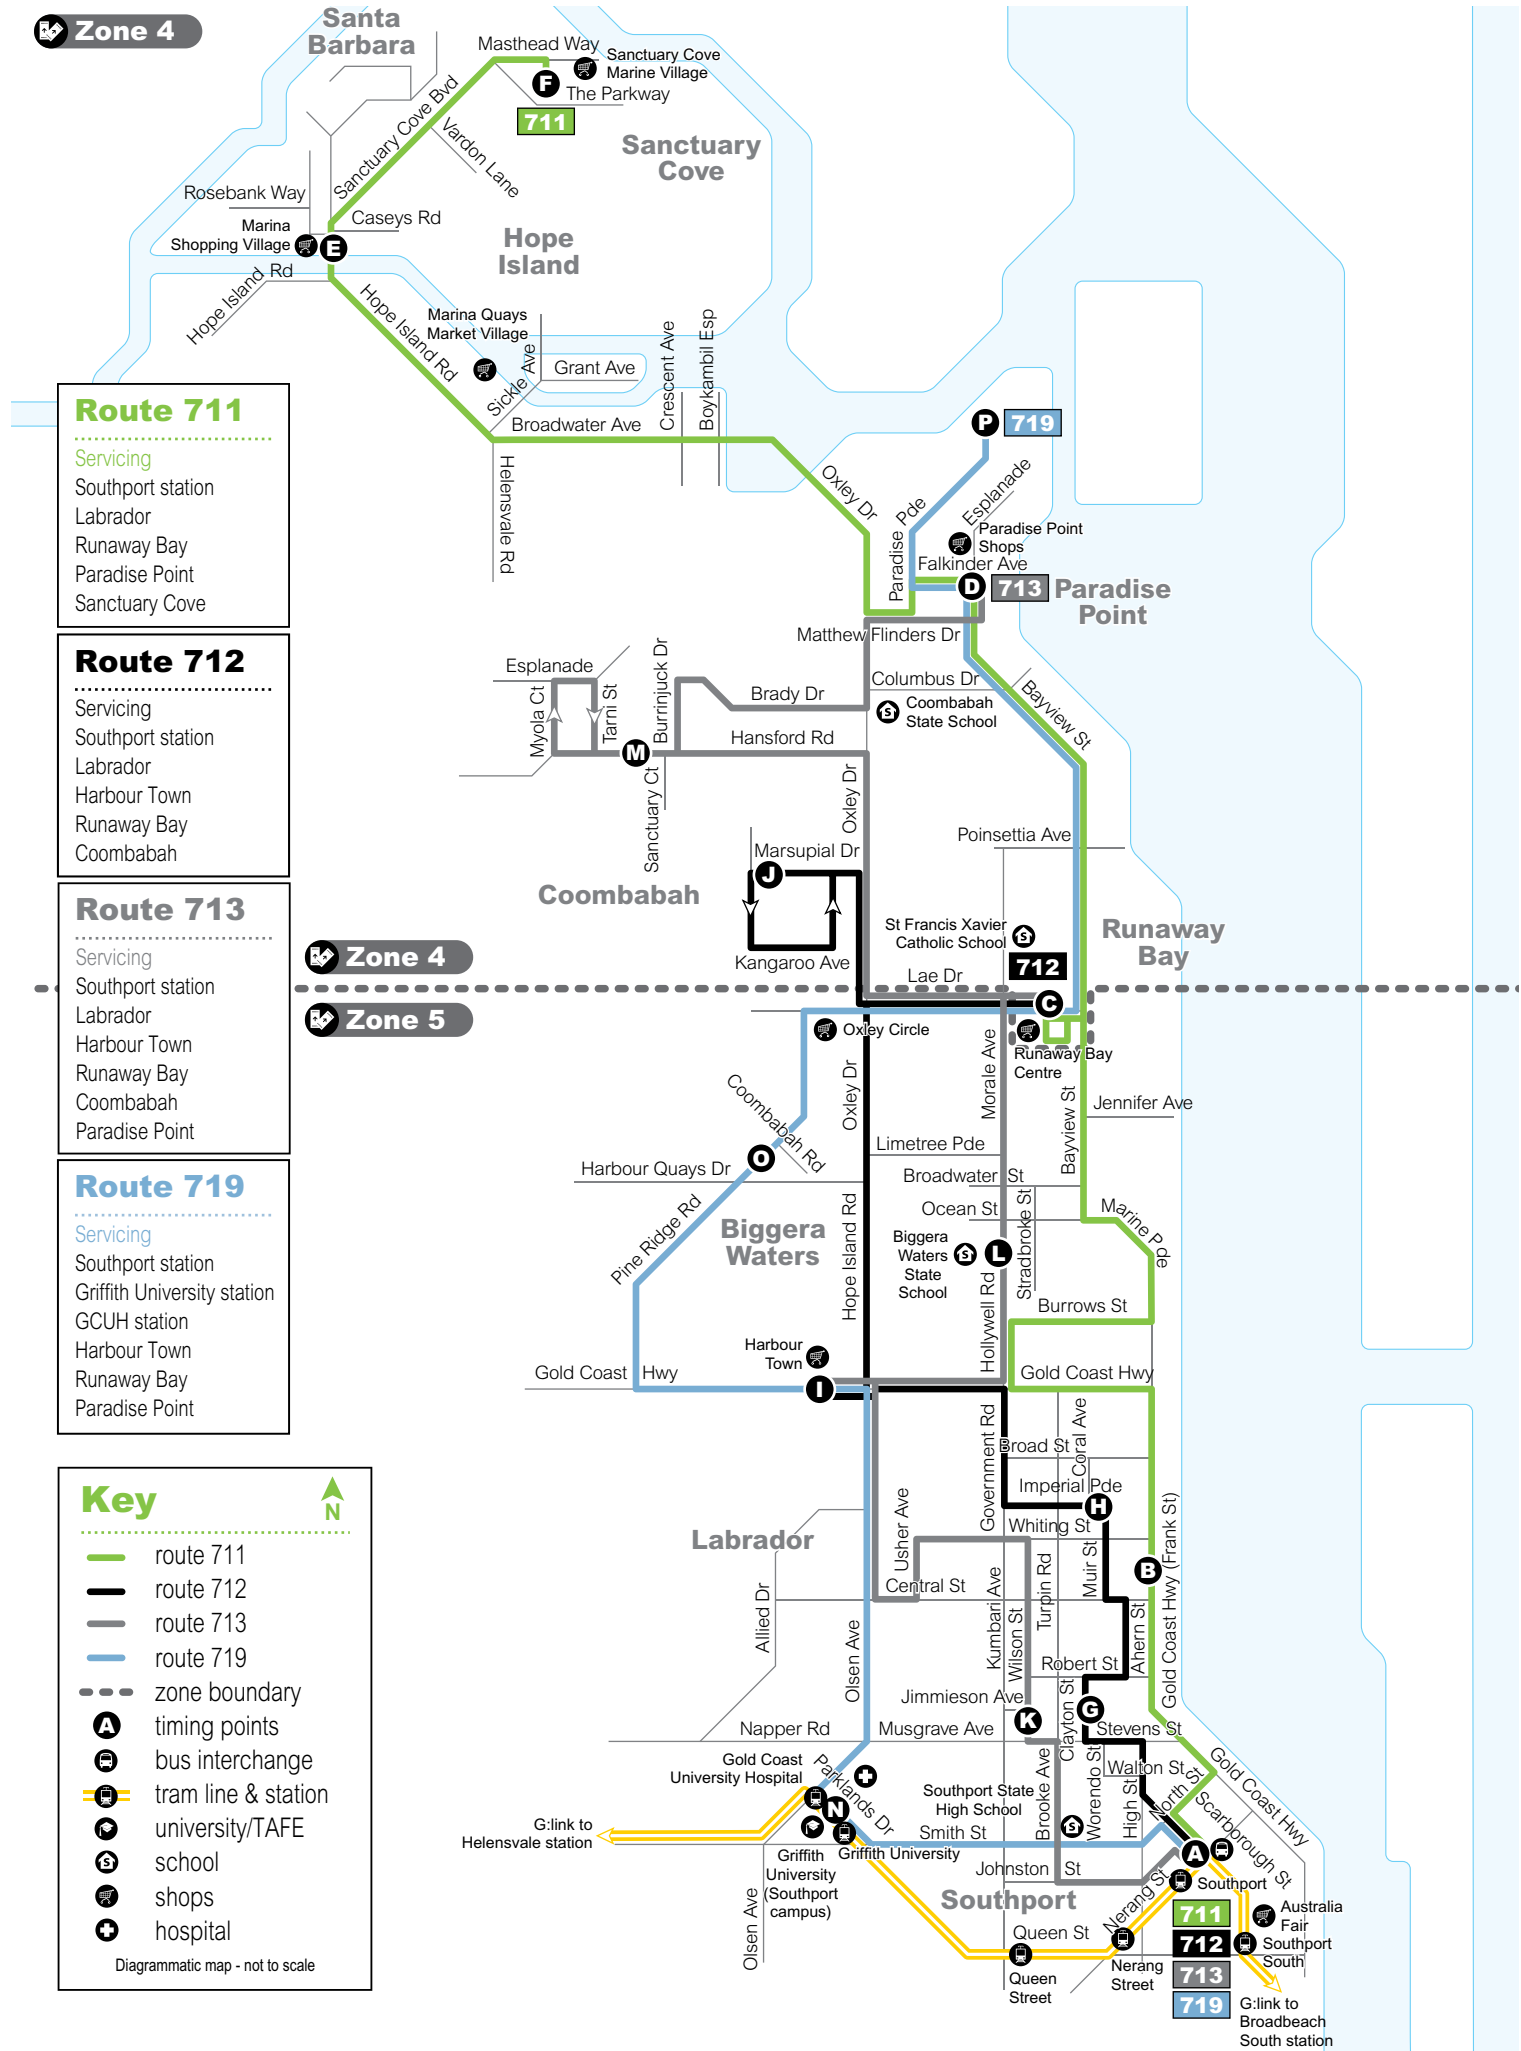 Zone 4
Santa
Barbara
Masthead Way
Sanctuary Cove
Marine Village
F
The Parkway
711
Sanctuary Cove Bvd
Vardon Lane
Sanctuary
Cove
Rosebank Way
Caseys Rd
Marina
Shopping Village
E
Hope
Island
Hope Island Rd
Hope Island Rd
Marina Quays
Market Village
Sickle Ave
Grant Ave
Crescent Ave
Boykambil Esp
Broadwater Ave
Helensvale Rd
Oxley Dr
P
719
Paradise Pde
Esplanade
Paradise Point
Shops
Falkinder Ave
D
713
Paradise
Point
Matthew Flinders Dr
Route 711
Servicing
Southport station
Labrador
Runaway Bay
Paradise Point
Sanctuary Cove
Route 712
Servicing
Southport station
Labrador
Harbour Town
Runaway Bay
Coombabah
Route 713
Servicing
Southport station
Labrador
Harbour Town
Runaway Bay
Coombabah
Paradise Point
Route 719
Servicing
Southport station
Griffith University station
GCUH station
Harbour Town
Runaway Bay
Paradise Point
Esplanade
Myola Ct
Tarni St
Burrinjuck Dr
Brady Dr
Columbus Dr
Coombabah
State School
Bayview St
M
Hansford Rd
Sanctuary Ct
Oxley Dr
Poinsettia Ave
Marsupial Dr
J
Coombabah
Kangaroo Ave
St Francis Xavier
Catholic School
Runaway
Bay
712
Lae Dr
Zone 4
Zone 5
C
Oxley Circle
Runaway Bay
Centre
Oxley Dr
Morale Ave
Coombabah Rd
Bayview St
Jennifer Ave
O
Limetree Pde
Harbour Quays Dr
Broadwater St
Ocean St
Stradbroke St
Marine Pde
Pine Ridge Rd
Biggera
Waters
Hope Island Rd
Biggera
Waters
State
School
L
Hollywell Rd
Burrows St
Harbour
Town
Gold Coast Hwy
I
Gold Coast Hwy
Government Rd
Coral Ave
Broad St
Imperial Pde
H
Whiting St
Labrador
Usher Ave
Central St
Muir St
B
Gold Coast Hwy (Frank St)
Allied Dr
Olsen Ave
Kumbari Ave
Wilson St
Turpin Rd
Ahern St
Robert St
Jimmieson Ave
K
Clayton St
G
Napper Rd
Musgrave Ave
Stevens St
Gold Coast
University Hospital
Parklands Dr
N
Southport State
High School
Brooke Ave
Worendo St
Walton St
High St
North St
Scarborough St
Gold Coast Hwy
G:link to
Helensvale station
Smith St
Griffith University
Griffith
University
(Southport
campus)
Johnston St
A
Southport
Southport
Olsen Ave
Nerang St
Queen St
Queen
Street
Nerang
Street
711
712
713
719
Australia
Fair
Southport
South
G:link to
Broadbeach
South station
Key
N
route 711
route 712
route 713
route 719
zone boundary
A
timing points
bus interchange
tram line & station
university/TAFE
school
shops
hospital
Diagrammatic map - not to scale